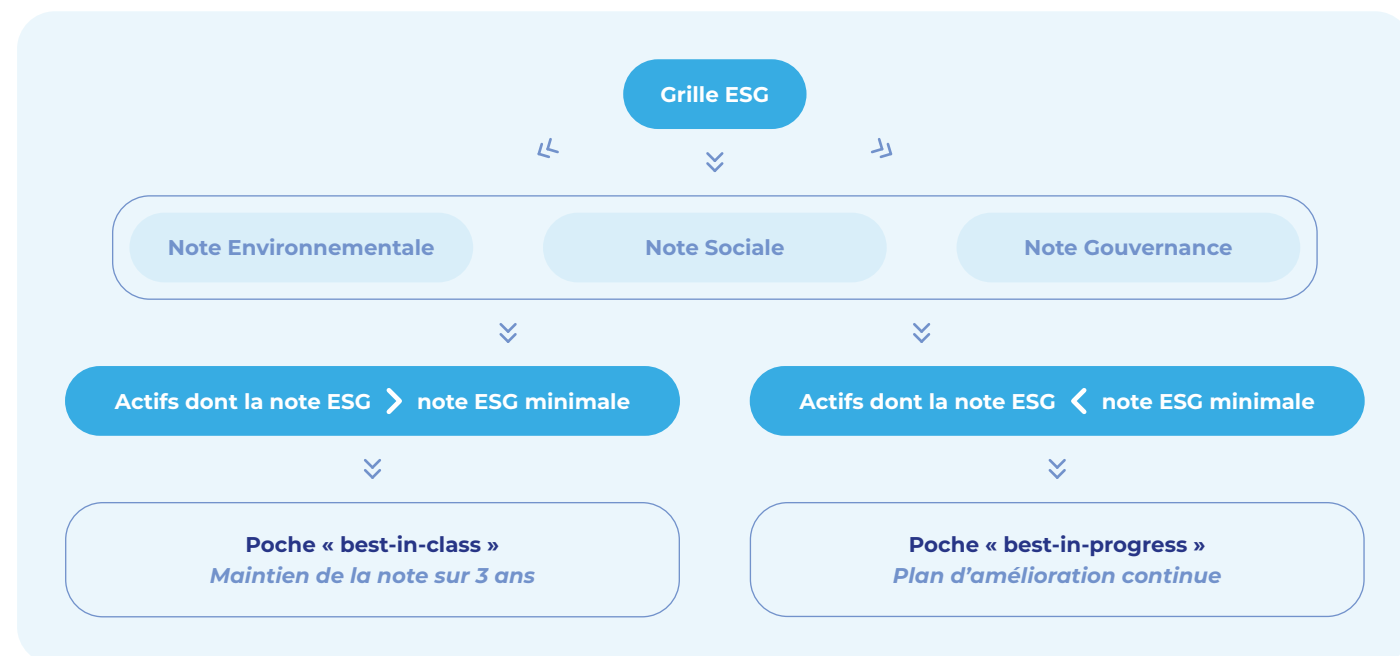 Grille ESG
Note Environnementale
Note Sociale
Note Gouvernance
Actifs dont la note ESG > note ESG minimale
Actifs dont la note ESG < note ESG minimale
Poche « best-in-class »
Maintien de la note sur 3 ans
Poche « best-in-progress »
Plan d’amélioration continue